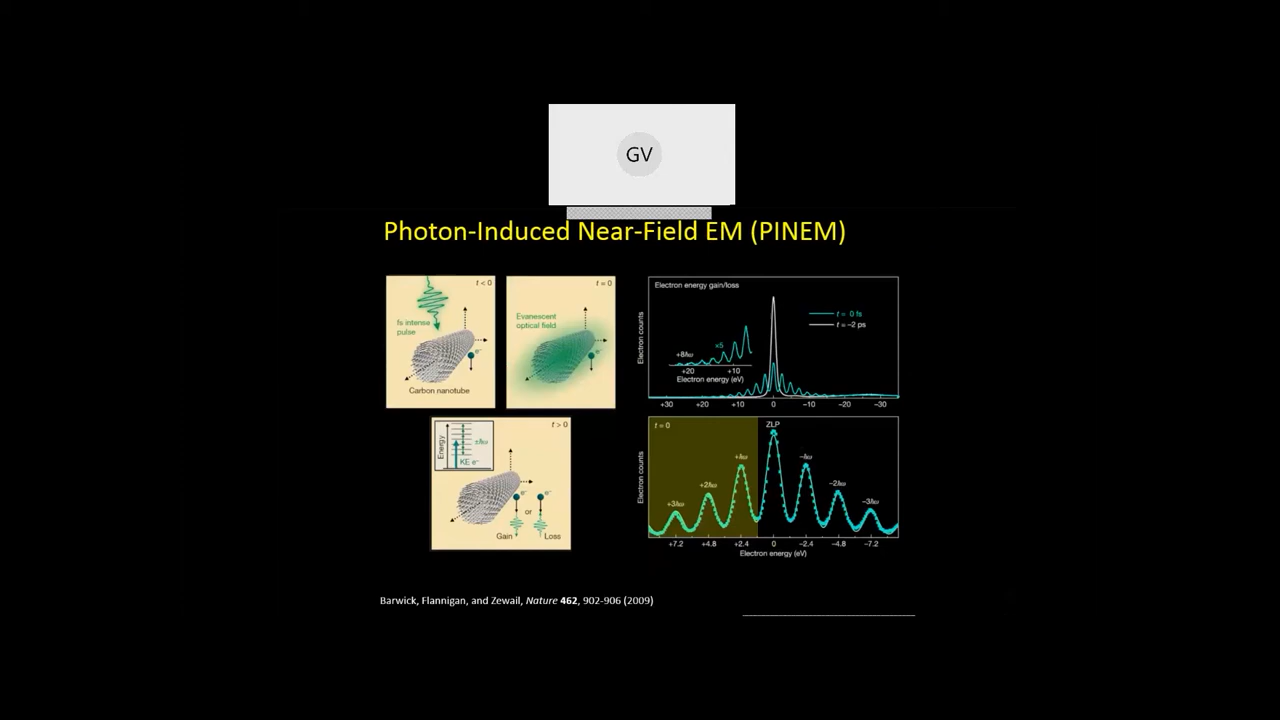 GV
Photon-Induced Near-Field EM (PINEM)
t < 0
fs intense
pulse
e⁻
Carbon nanotube
t = 0
Evanescent
optical field
e⁻
t > 0
Energy
±ℏω
KE e⁻
e⁻
e⁻
or
Gain
Loss
Electron energy gain/loss
t = 0 fs
t = –2 ps
×5
+8ℏω
+20
+10
Electron energy (eV)
Electron counts
+30
+20
+10
0
–10
–20
–30
t = 0
ZLP
+ℏω
–ℏω
+2ℏω
–2ℏω
+3ℏω
–3ℏω
Electron counts
+7.2
+4.8
+2.4
0
–2.4
–4.8
–7.2
Electron energy (eV)
Barwick, Flannigan, and Zewail, Nature 462, 902-906 (2009)